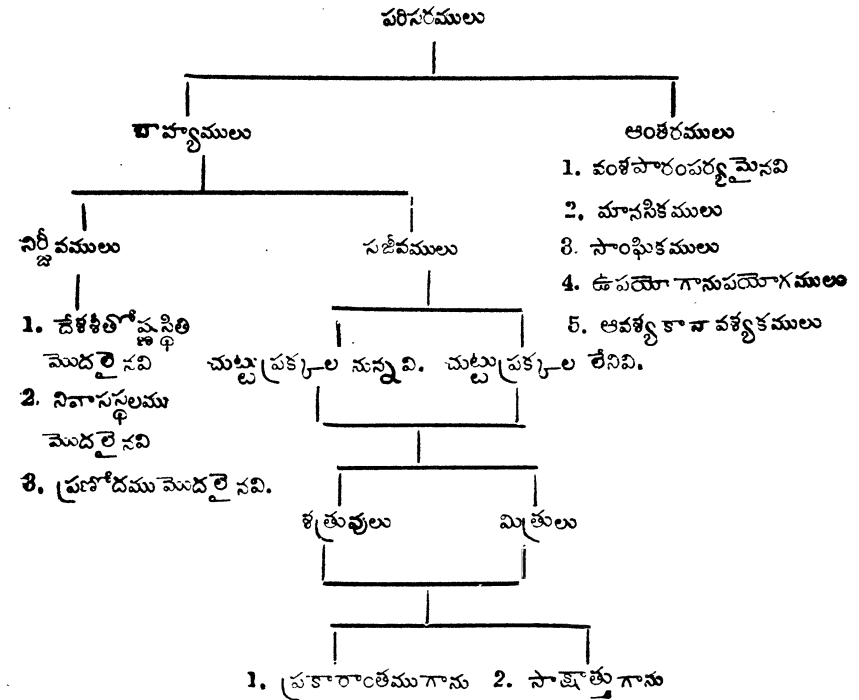 పరిసరములు
బాహ్యములు
ఆంతరములు
1. వంశపారంపర్యమైనవి
2. మానసికములు
3. సాంఘికములు
4. ఉపయోగానుపయోగములు
5. ఆవశ్యకానావశ్యకములు
నిర్జీవములు
సజీవములు
1. దేశశీతోష్ణస్థితి
మొదలైనవి
2. నివాసస్థలము
మొదలైనవి
3. ప్రణోదము మొదలైనవి.
చుట్టుప్రక్కల నున్నవి. చుట్టుప్రక్కల లేనివి.
శత్రువులు మిత్రులు
1. ప్రకారాంతముగాను 2. సాక్షాత్తుగాను